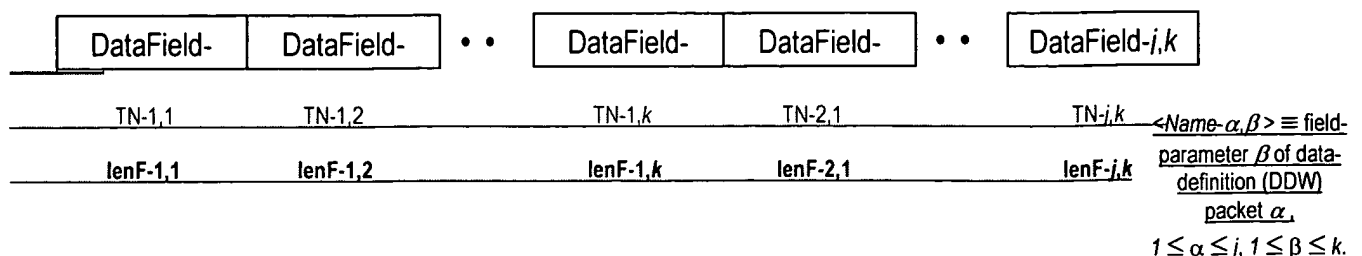 DataField- DataField- • • DataField- DataField- • • DataField-j,k
TN-1,1 TN-1,2 TN-1,k TN-2,1 TN-j,k
lenF-1,1 lenF-1,2 lenF-1,k lenF-2,1 lenF-j,k
<Name-α,β> ≡ field-
parameter β of data-
definition (DDW)
packet α,
1 ≤ α ≤ j, 1 ≤ β ≤ k.